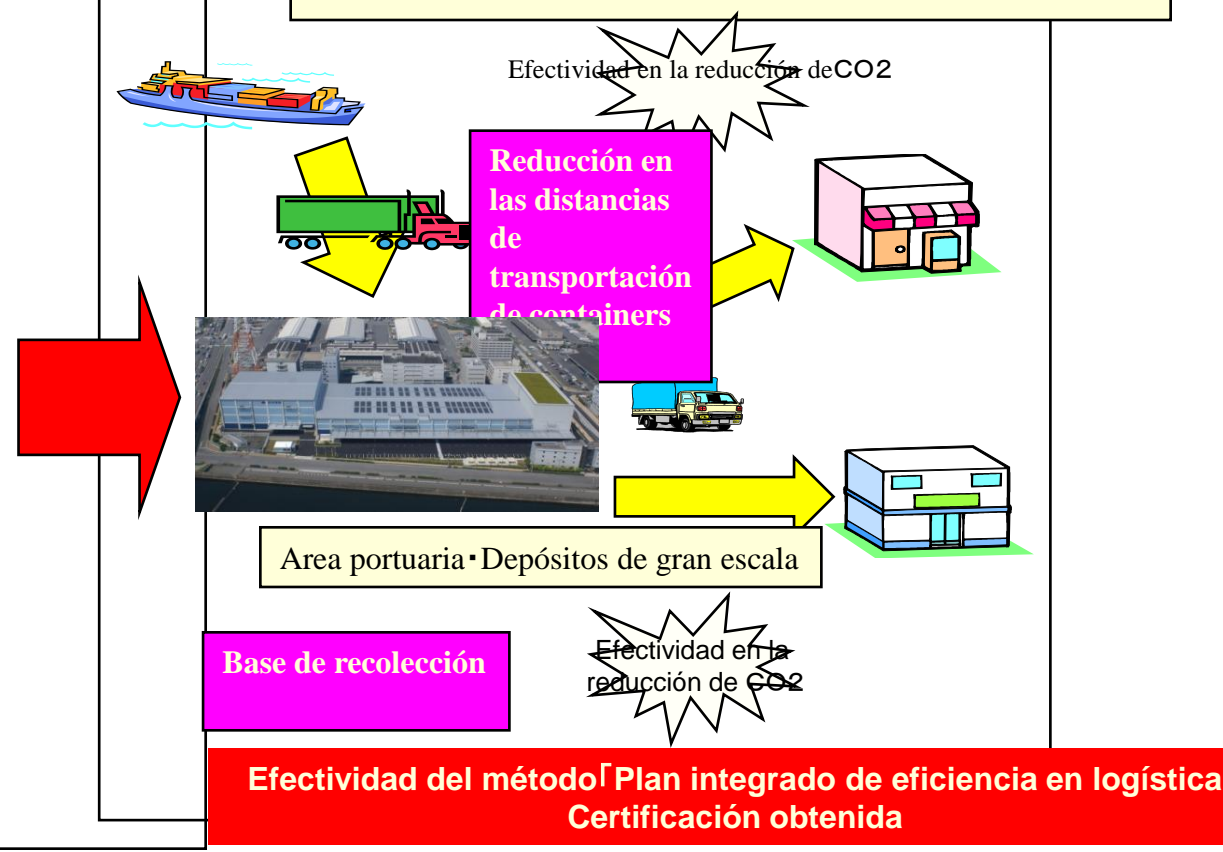 Efectividad en la reducción deCO2
Reducción en
las distancias
de
transportación
de containers
Area portuaria･Depósitos de gran escala
Base de recolección
Efectividad en la
reducción de CO2
Efectividad del método｢Plan integrado de eficiencia en logística
Certificación obtenida